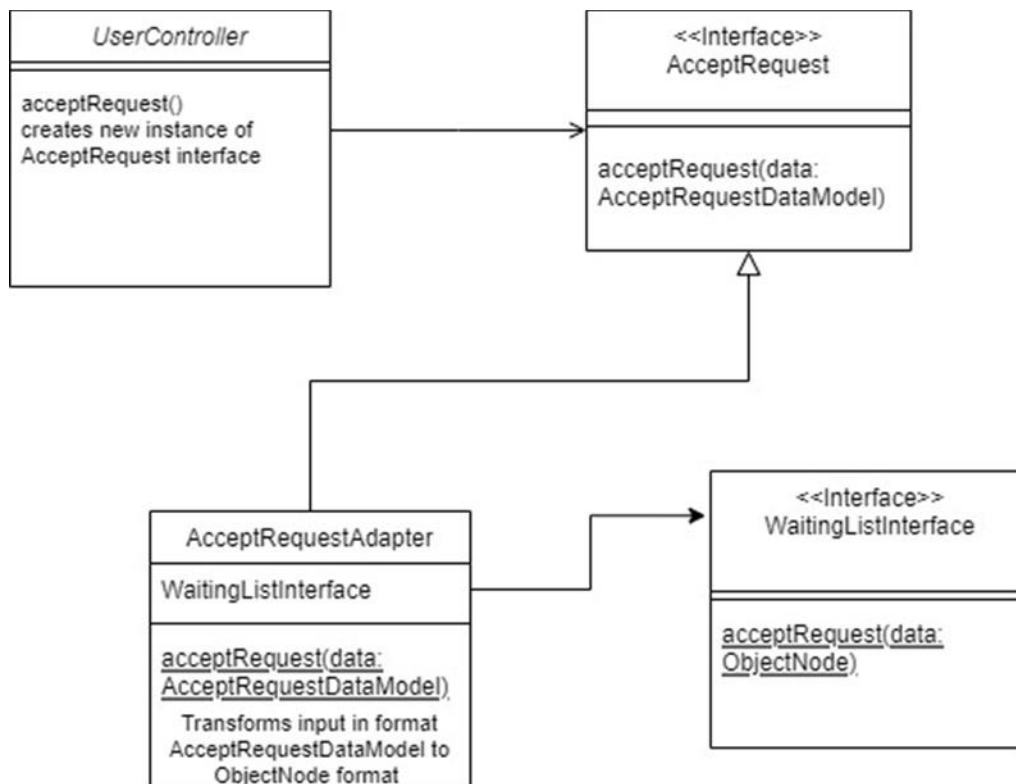 UserController
acceptRequest()
creates new instance of
AcceptRequest interface
<<Interface>>
AcceptRequest
acceptRequest(data:
AcceptRequestDataModel)
AcceptRequestAdapter
WaitingListInterface
acceptRequest(data:
AcceptRequestDataModel)
Transforms input in format
AcceptRequestDataModel to
ObjectNode format
<<Interface>>
WaitingListInterface
acceptRequest(data:
ObjectNode)